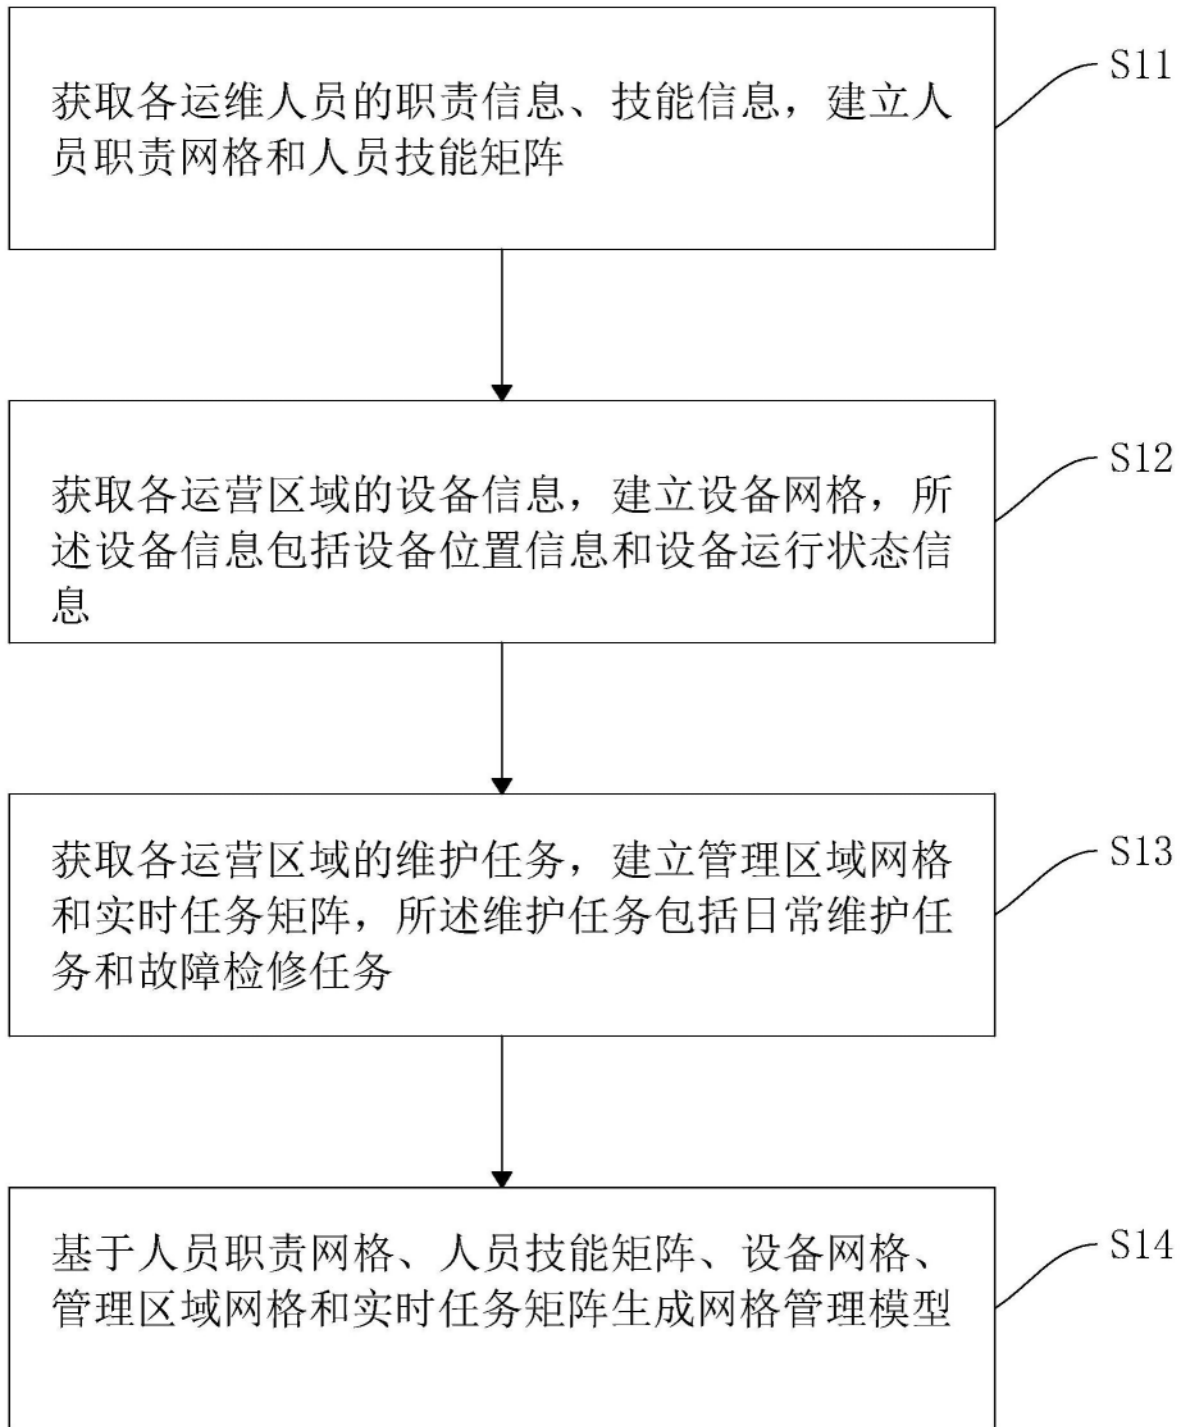 获取各运维人员的职责信息、技能信息，建立人
员职责网格和人员技能矩阵
S11
获取各运营区域的设备信息，建立设备网格，所
述设备信息包括设备位置信息和设备运行状态信
息
S12
获取各运营区域的维护任务，建立管理区域网格
和实时任务矩阵，所述维护任务包括日常维护任
务和故障检修任务
S13
基于人员职责网格、人员技能矩阵、设备网格、
管理区域网格和实时任务矩阵生成网格管理模型
S14